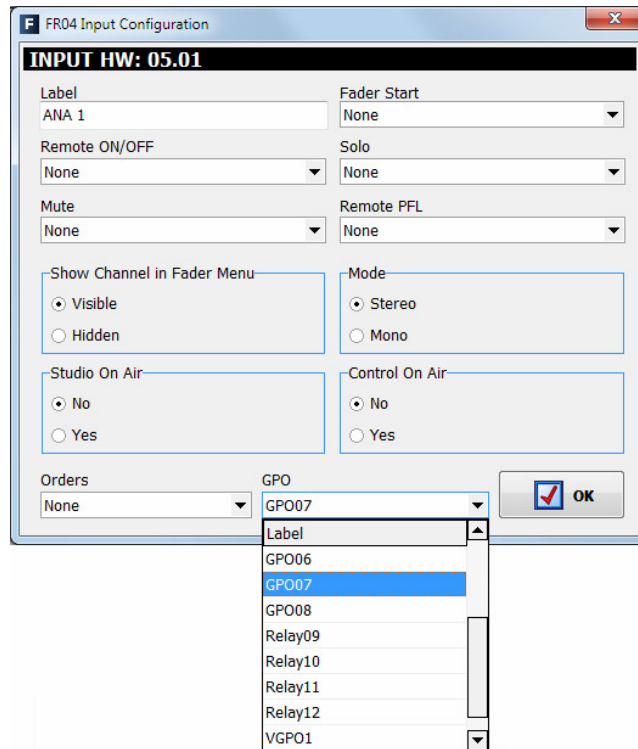 F FR04 Input Configuration
INPUT HW: 05.01
Label Fader Start
ANA 1 None
Remote ON/OFF Solo
None None
Mute Remote PFL
None None
Show Channel in Fader Menu Mode
Visible Stereo
Hidden Mono
Studio On Air Control On Air
No No
Yes Yes
Orders GPO
None GPO07 OK
Label
GPO06
GPO07
GPO08
Relay09
Relay10
Relay11
Relay12
VGPO1